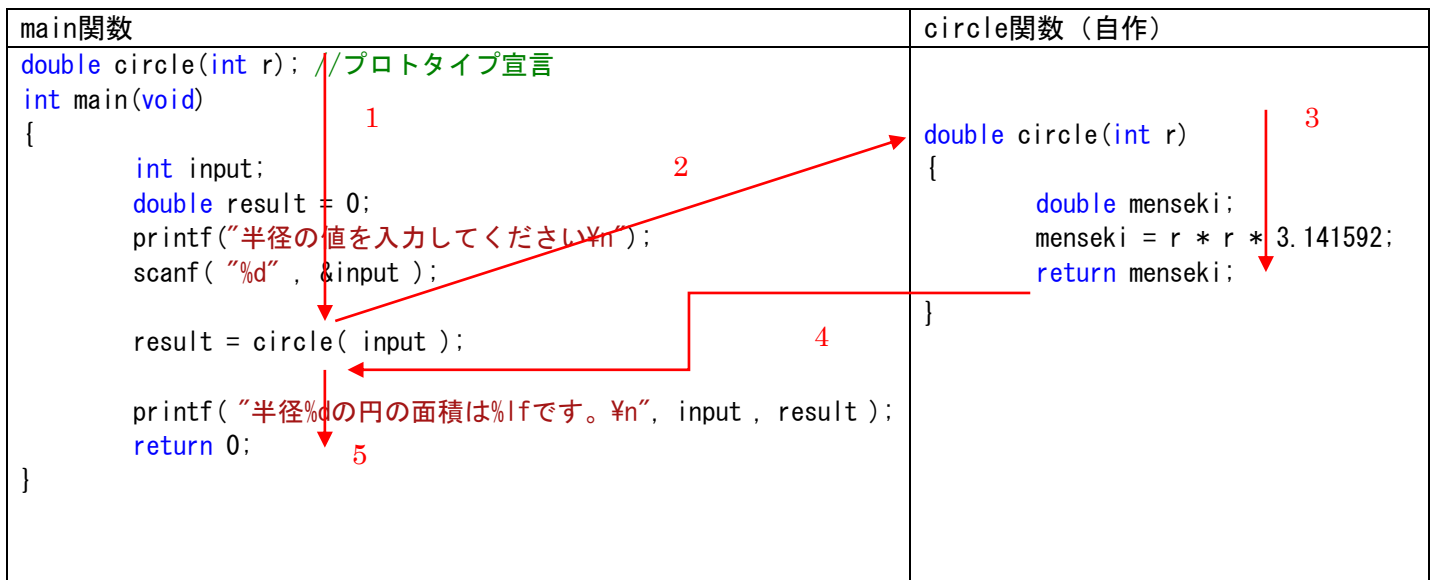 main関数
double circle(int r); //プロトタイプ宣言
int main(void)
{
int input;
double result = 0;
printf("半径の値を入力してください¥n");
scanf( "%d" , &input );
result = circle( input );
printf( "半径%dの円の面積は%lfです。¥n", input , result );
return 0;
}
1
2
4
5
circle関数（自作）
double circle(int r)
{
double menseki;
menseki = r * r * 3.141592;
return menseki;
}
3